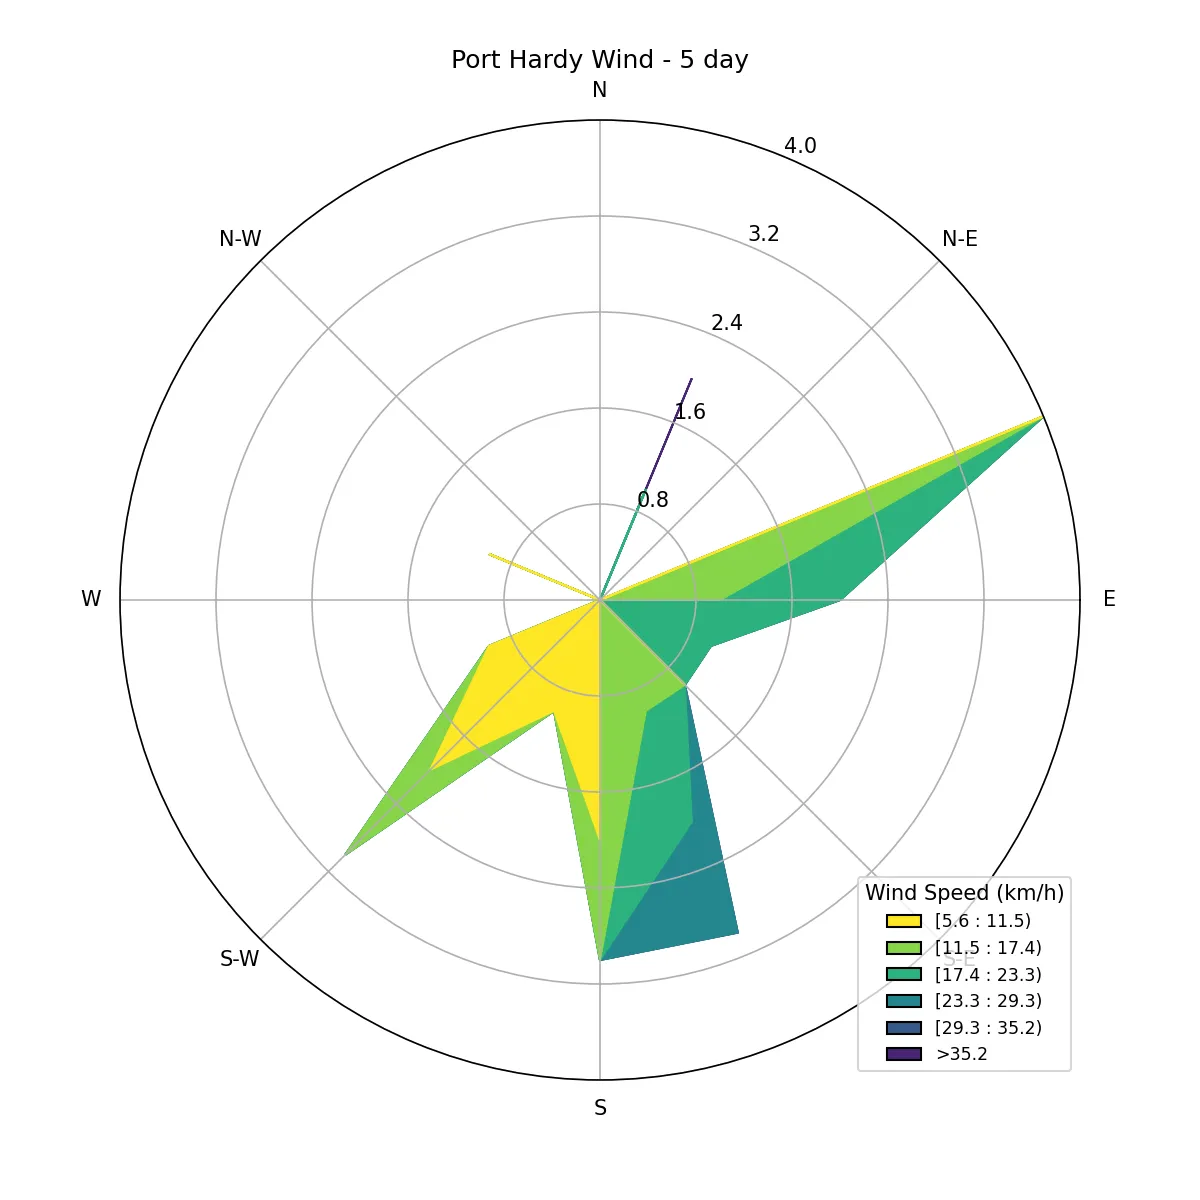 Port Hardy Wind - 5 day
N
4.0
N-W
3.2
N-E
2.4
1.6
0.8
W
E
S-W
S-E
S
Wind Speed (km/h)
[5.6 : 11.5)
[11.5 : 17.4)
[17.4 : 23.3)
[23.3 : 29.3)
[29.3 : 35.2)
>35.2